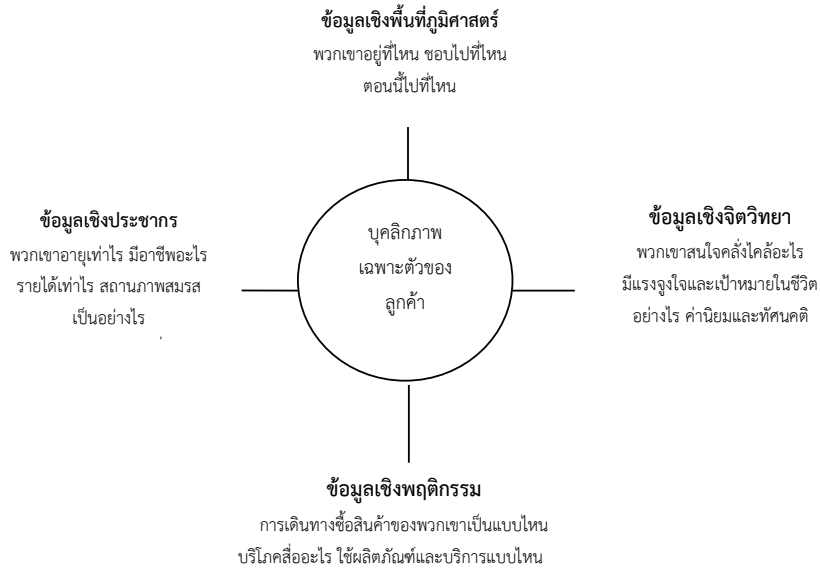 ข้อมูลเชิงพื้นที่ภูมิศาสตร์
พวกเขาอยู่ที่ไหน ชอบไปที่ไหน
ตอนนี้ไปที่ไหน
ข้อมูลเชิงประชากร
พวกเขาอายุเท่าไร มีอาชีพอะไร
รายได้เท่าไร สถานภาพสมรส
เป็นอย่างไร
บุคลิกภาพ
เฉพาะตัวของ
ลูกค้า
ข้อมูลเชิงจิตวิทยา
พวกเขาสนใจคลั่งไคล้อะไร
มีแรงจูงใจและเป้าหมายในชีวิต
อย่างไร ค่านิยมและทัศนคติ
ข้อมูลเชิงพฤติกรรม
การเดินทางซื้อสินค้าของพวกเขาเป็นแบบไหน
บริโภคสื่ออะไร ใช้ผลิตภัณฑ์และบริการแบบไหน